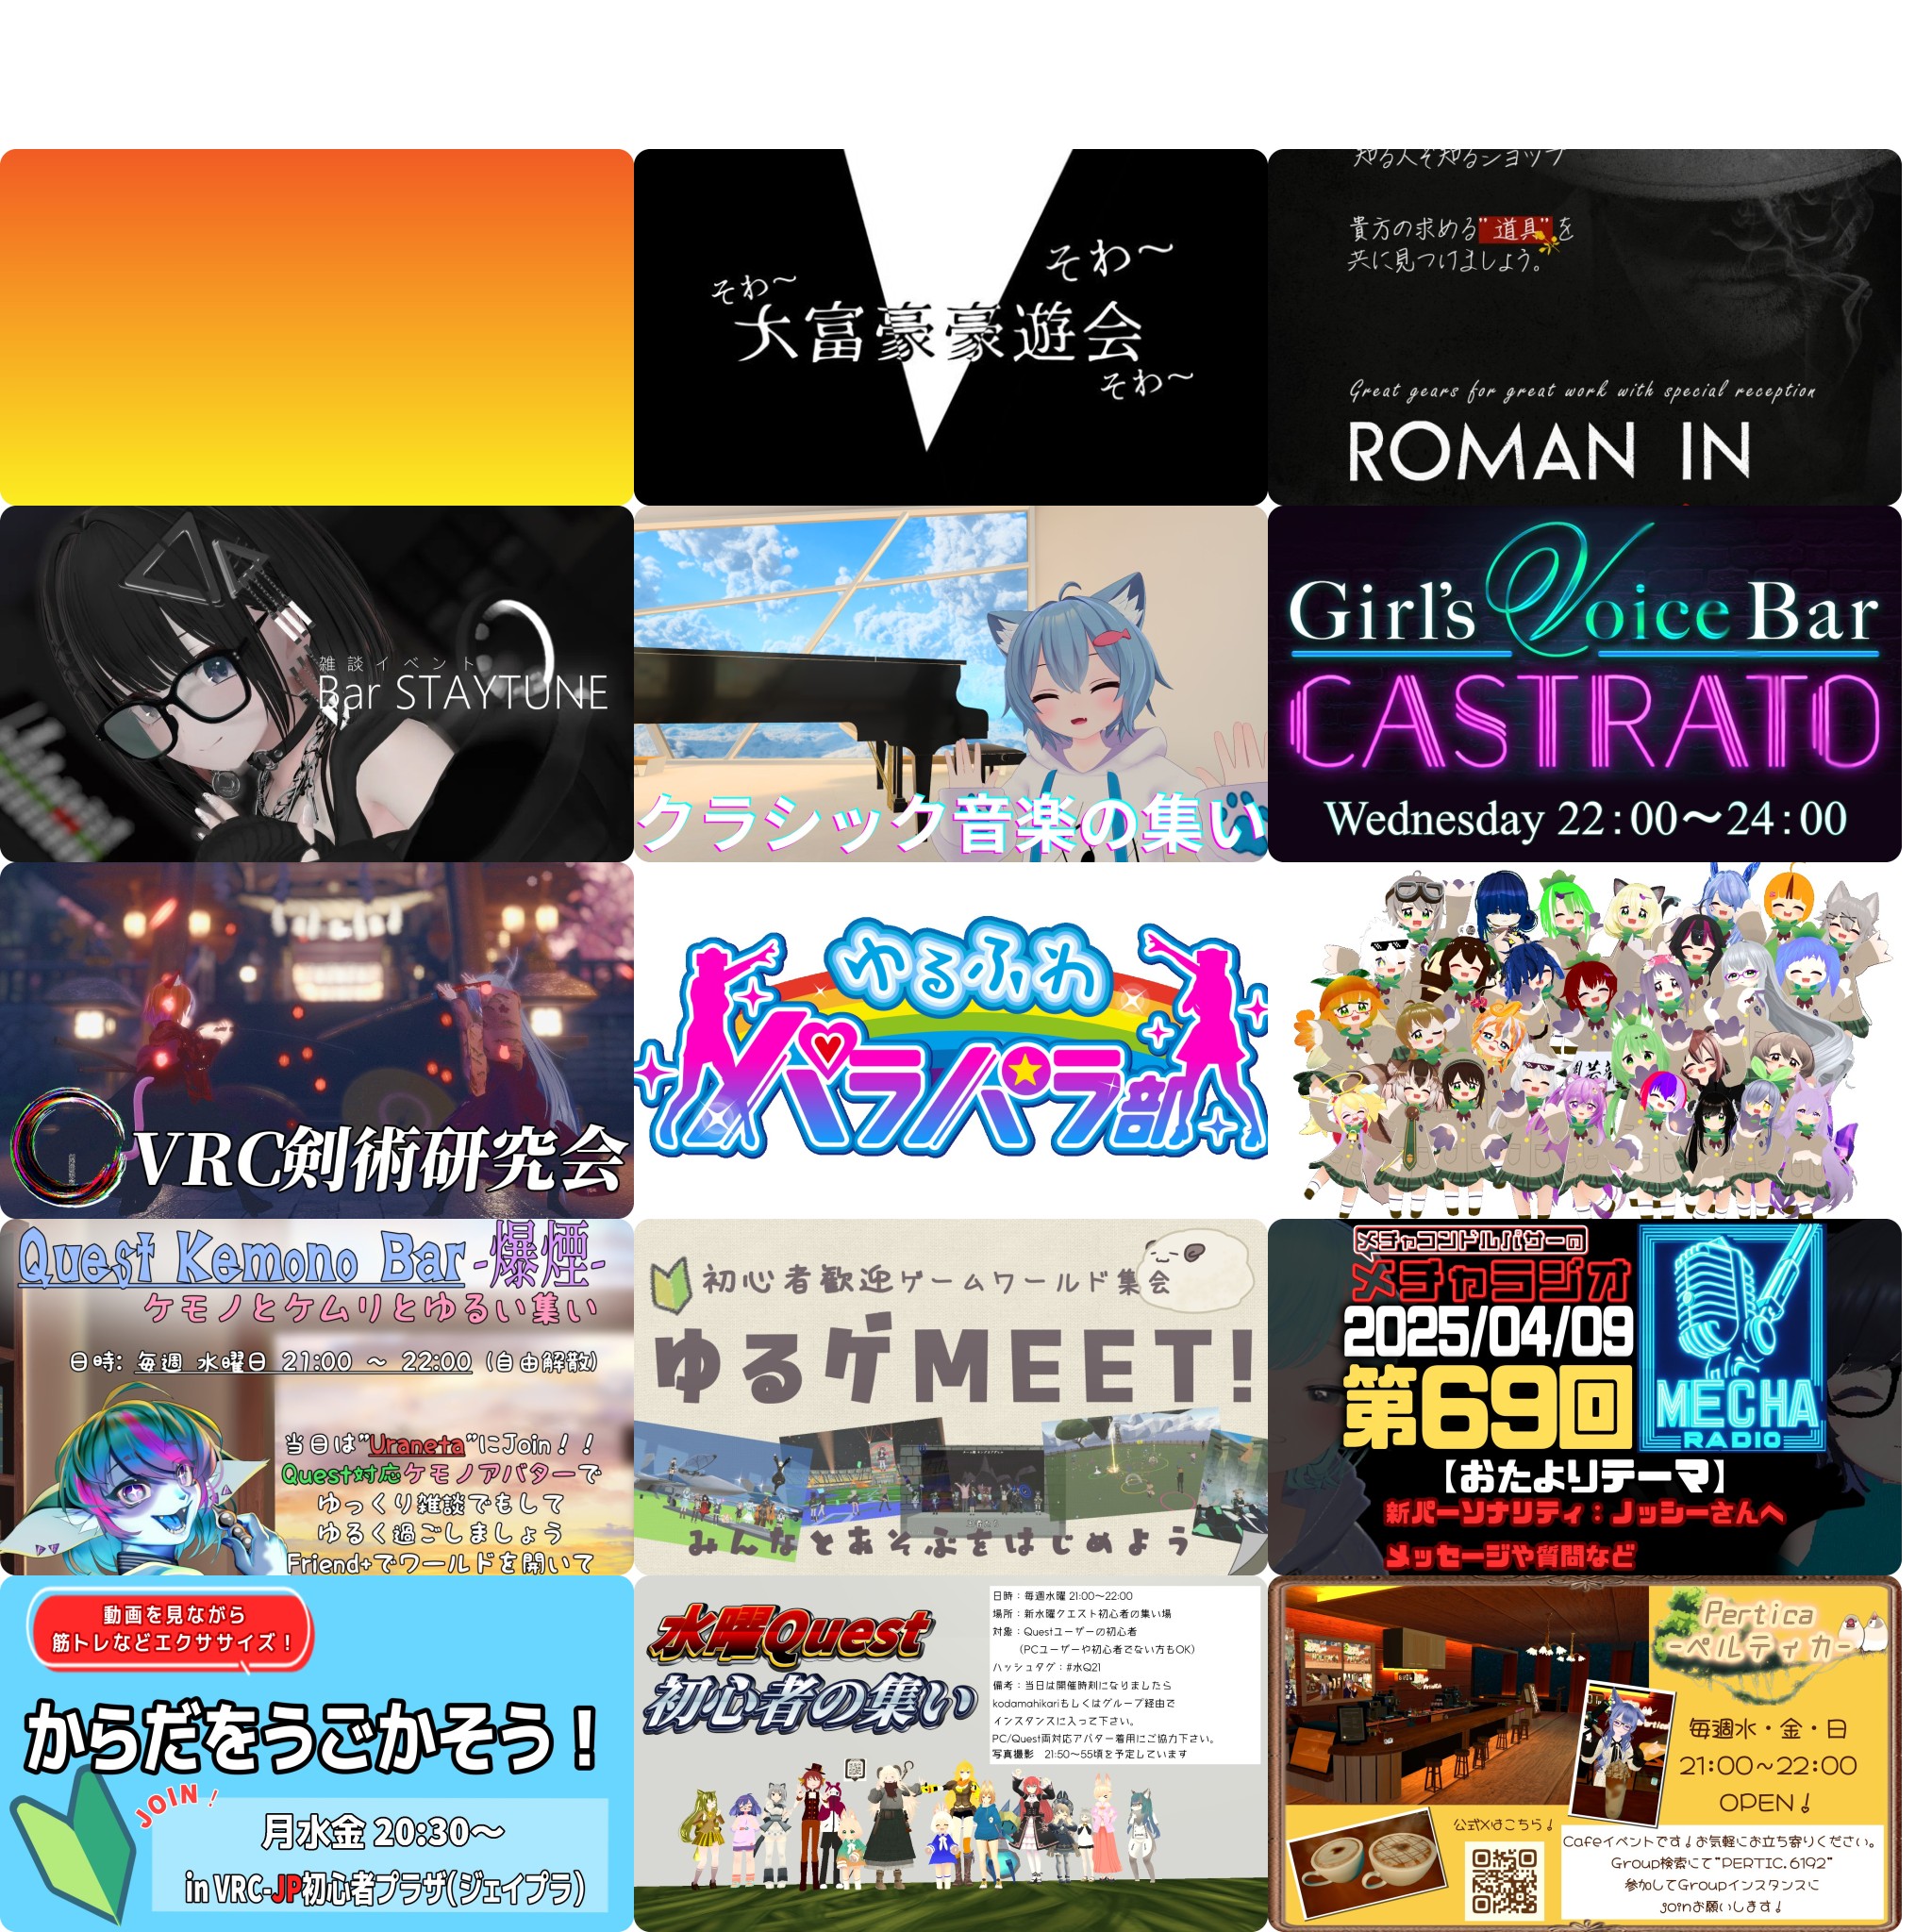 そわ〜
そわ〜
大富豪豪遊会
そわ〜
知る人ぞ知るショップ
貴方の求める"道具"を
共に見つけましょう。
Great gears for great work with special reception
ROMAN IN
雑談イベント
Bar STAYTUNE
クラシック音楽の集い
Girl's Voice Bar
CASTRATO
Wednesday 22:00〜24:00
VRC剣術研究会
ゆるふわ
パラパラ部
Quest Kemono Bar -爆煙-
ケモノとケムリとゆるい集い
日時: 毎週 水曜日 21:00 〜 22:00 (自由解散)
当日は"Uraneta"にJoin！！
Quest対応ケモノアバターで
ゆっくり雑談でもして
ゆるく過ごしましょう
Friend+でワールドを開いて
初心者歓迎ゲームワールド集会
ゆるゲMEET!
みんなとあそぶをはじめよう
メチャコンドルパサーの
メチャラジオ
2025/04/09
第69回
MECHA
RADIO
【おたよりテーマ】
新パーソナリティ：ノッシーさんへ
メッセージや質問など
動画を見ながら
筋トレなどエクササイズ！
からだをうごかそう！
JOIN！
月水金 20:30〜
in VRC-JP初心者プラザ(ジェイプラ)
水曜Quest
初心者の集い
日時：毎週水曜 21:00〜22:00
場所：新水曜クエスト初心者の集い場
対象：Questユーザーの初心者
(PCユーザーや初心者でない方もOK)
ハッシュタグ：#水Q21
備考：当日は開催時刻になりましたら
kodamahikariもしくはグループ経由で
インスタンスに入って下さい。
PC/Quest両対応アバター着用にご協力下さい。
写真撮影 21:50〜55頃を予定しています
Pertica
-ペルティカ-
毎週水・金・日
21:00〜22:00
OPEN！
公式Xはこちら！
Cafeイベントです！お気軽にお立ち寄りください。
Group検索にて"PERTIC.6192"
参加してGroupインスタンスに
joinお願いします！